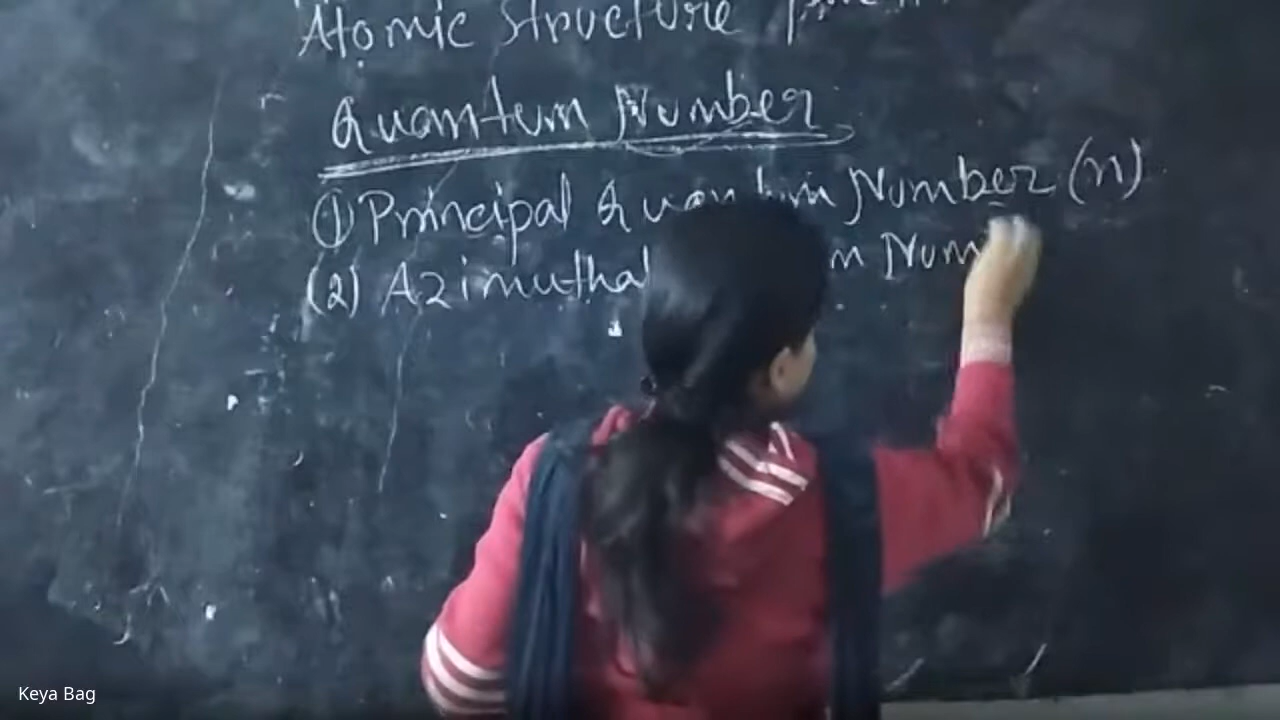 Atomic Structure
Quantum Number
(1) Principal Quantum Number (n)
(2) Azimuthal Num
Keya Bag